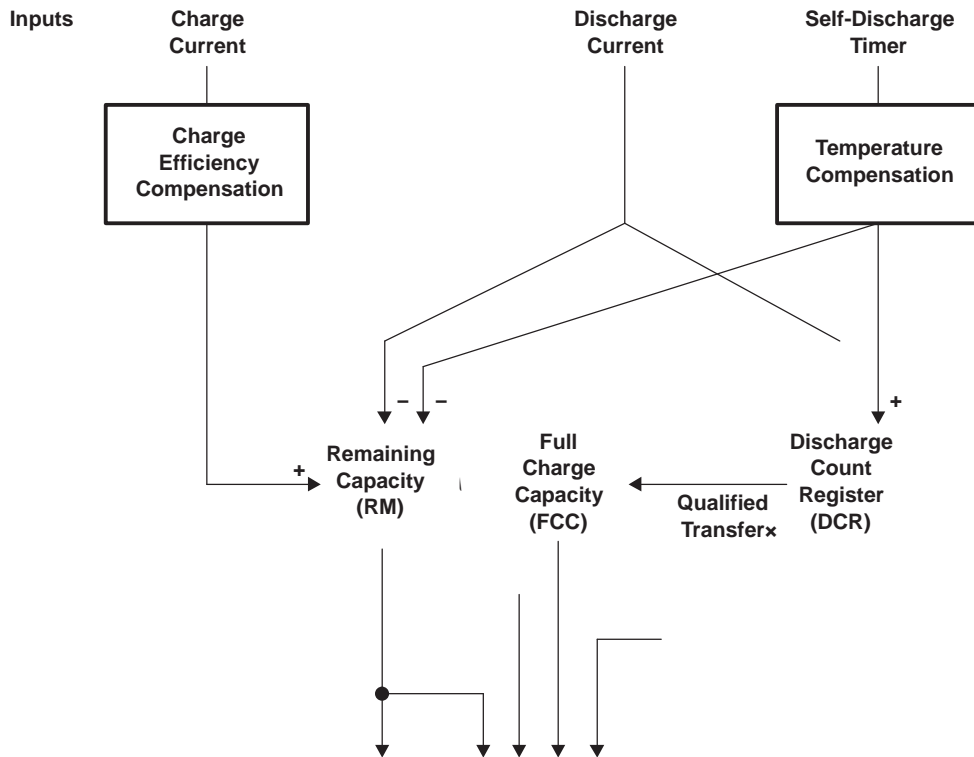 Inputs
Charge
Current
Discharge
Current
Self-Discharge
Timer
Charge
Efficiency
Compensation
Temperature
Compensation
–
–
+
+
Remaining
Capacity
(RM)
Full
Charge
Capacity
(FCC)
Qualified
Transfer×
Discharge
Count
Register
(DCR)